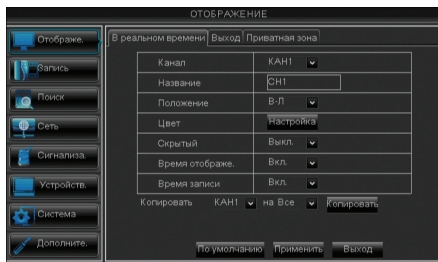 ОТОБРАЖЕНИЕ
Отображе.
Запись
Поиск
Сеть
Сигнализа.
Устройств.
Система
Дополните.
В реальном времени Выход Приватная зона
Канал КАН1
Название CH1
Положение В-Л
Цвет Настройка
Скрытый Выкл.
Время отображе. Вкл.
Время записи Вкл.
Копировать КАН1 на Все Копировать
По умолчанию Применить Выход